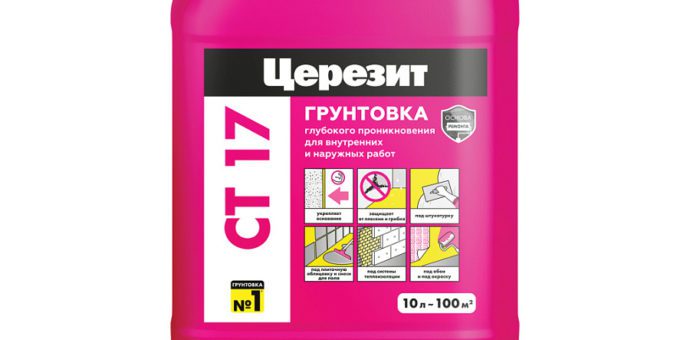 Церезит
CT 17
ГРУНТОВКА
глубокого проникновения
для внутренних
и наружных работ
ОСНОВА
РЕМОНТА
укрепляет
основание
защищает
от плесени и грибка
под штукатурку
под плиточную
облицовку и смеси
для пола
под системы
теплоизоляции
под обои
и под окраску
ГРУНТОВКА
№1
10 л ~ 100 м²